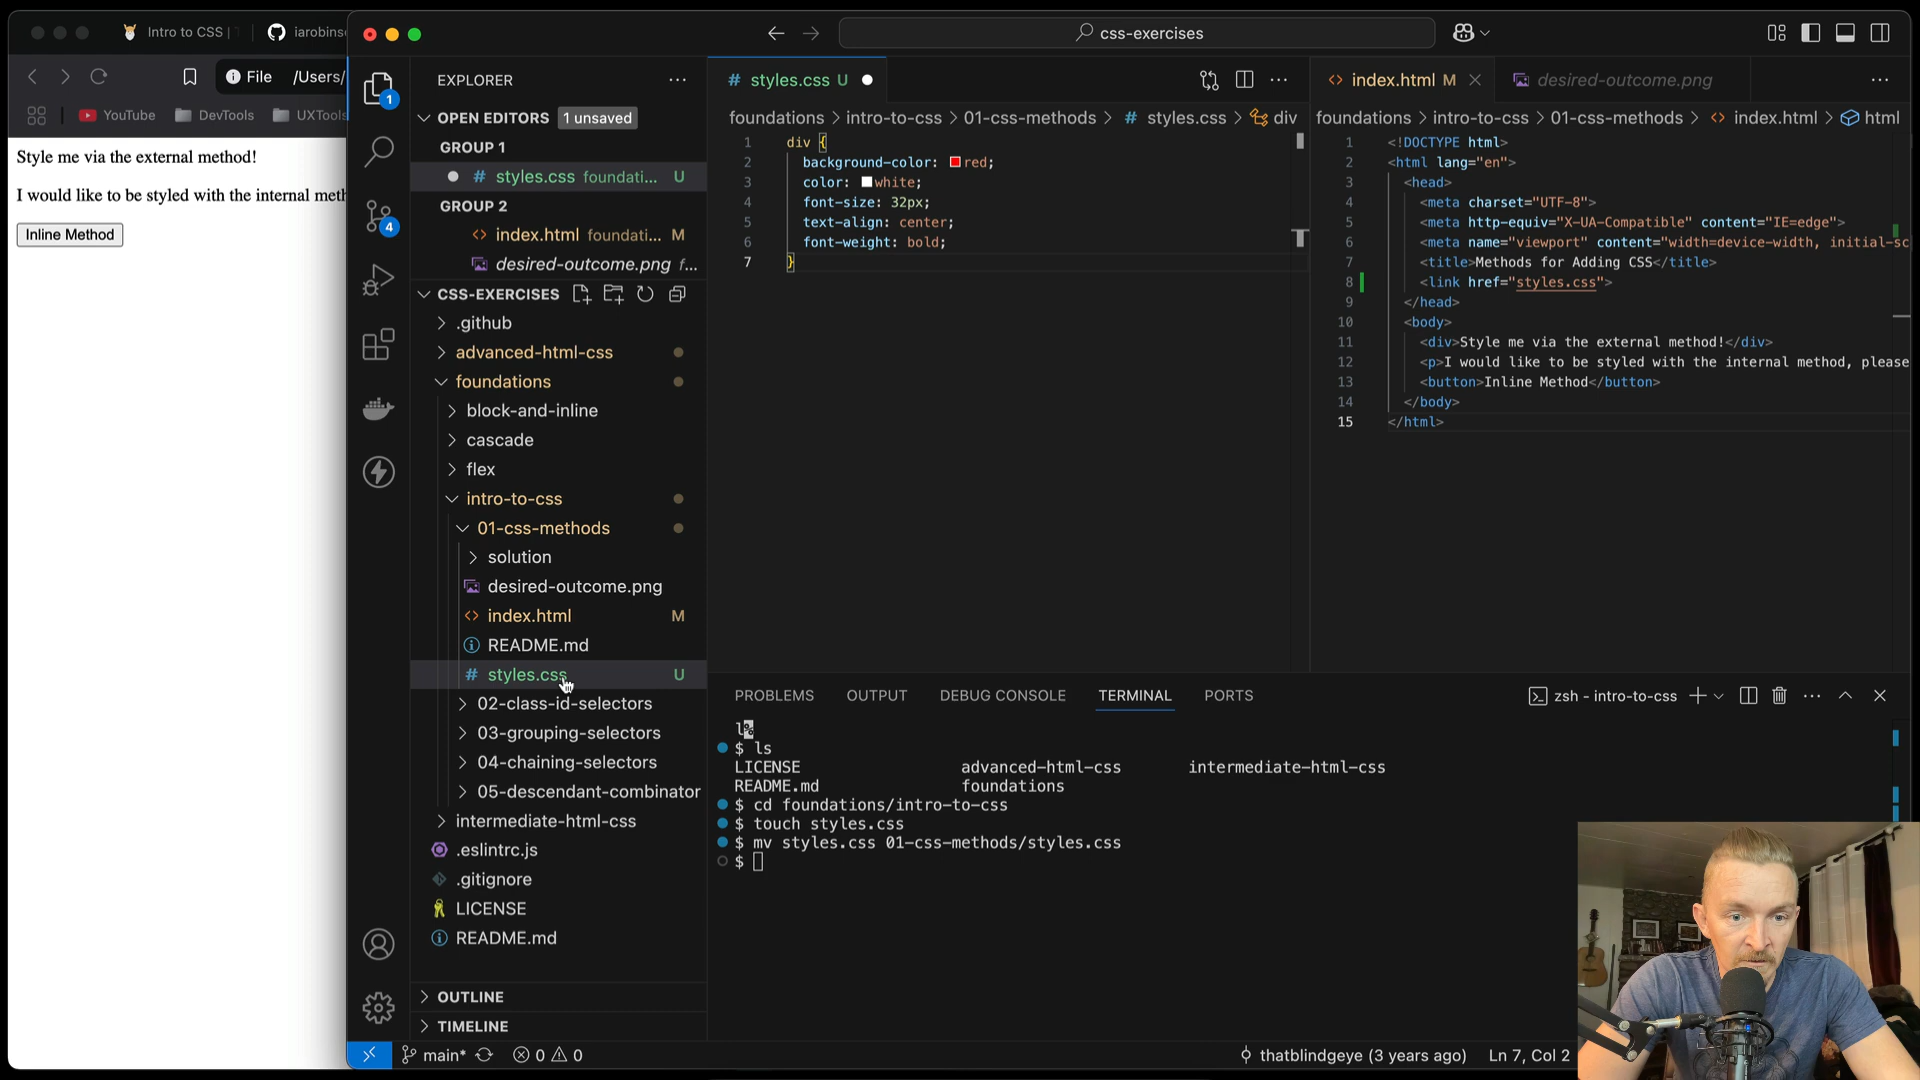 Intro to CSS |
iarobins
File /Users/
YouTube DevTools UXTools
Style me via the external method!
I would like to be styled with the internal meth
Inline Method
css-exercises
EXPLORER
OPEN EDITORS 1 unsaved
GROUP 1
styles.css foundati... U
GROUP 2
index.html foundati... M
desired-outcome.png f...
CSS-EXERCISES
.github
advanced-html-css
foundations
block-and-inline
cascade
flex
intro-to-css
01-css-methods
solution
desired-outcome.png
index.html M
README.md
styles.css U
02-class-id-selectors
03-grouping-selectors
04-chaining-selectors
05-descendant-combinator
intermediate-html-css
.eslintrc.js
.gitignore
LICENSE
README.md
OUTLINE
TIMELINE
1
4
# styles.css U
foundations > intro-to-css > 01-css-methods > # styles.css > div
1 div {
2 background-color: red;
3 color: white;
4 font-size: 32px;
5 text-align: center;
6 font-weight: bold;
7 }
index.html M
desired-outcome.png
foundations > intro-to-css > 01-css-methods > index.html > html
1 <!DOCTYPE html>
2 <html lang="en">
3 <head>
4 <meta charset="UTF-8">
5 <meta http-equiv="X-UA-Compatible" content="IE=edge">
6 <meta name="viewport" content="width=device-width, initial-sc
7 <title>Methods for Adding CSS</title>
8 <link href="styles.css">
9 </head>
10 <body>
11 <div>Style me via the external method!</div>
12 <p>I would like to be styled with the internal method, please
13 <button>Inline Method</button>
14 </body>
15 </html>
PROBLEMS OUTPUT DEBUG CONSOLE TERMINAL PORTS
zsh - intro-to-css
l%
$ ls
LICENSE advanced-html-css intermediate-html-css
README.md foundations
$ cd foundations/intro-to-css
$ touch styles.css
$ mv styles.css 01-css-methods/styles.css
$
main* 0 0
thatblindgeye (3 years ago) Ln 7, Col 2